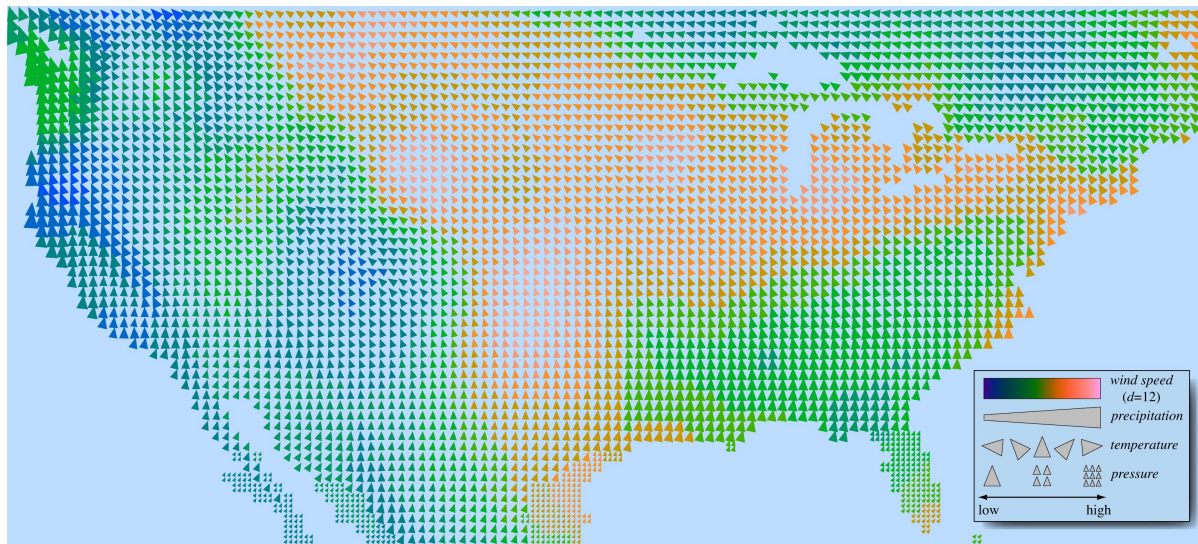 wind speed
(d=12)
precipitation
temperature
pressure
low high